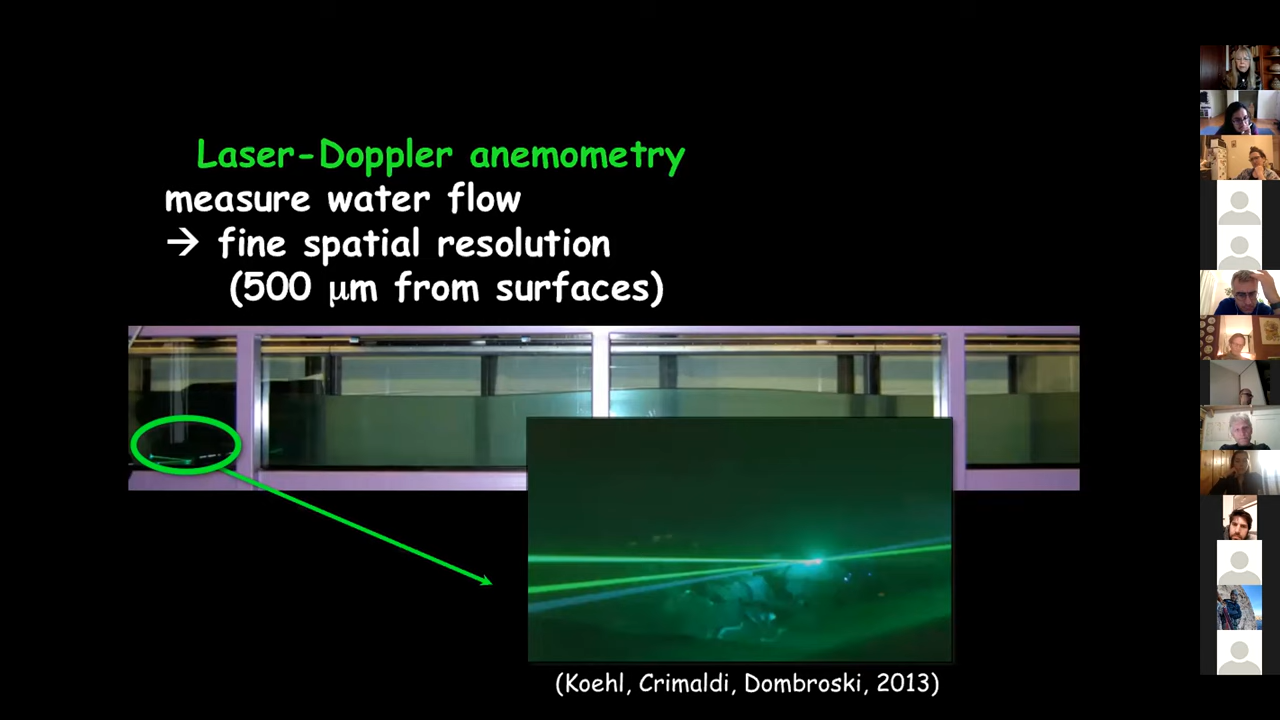 Laser-Doppler anemometry
measure water flow
→ fine spatial resolution
(500 μm from surfaces)
(Koehl, Crimaldi, Dombroski, 2013)